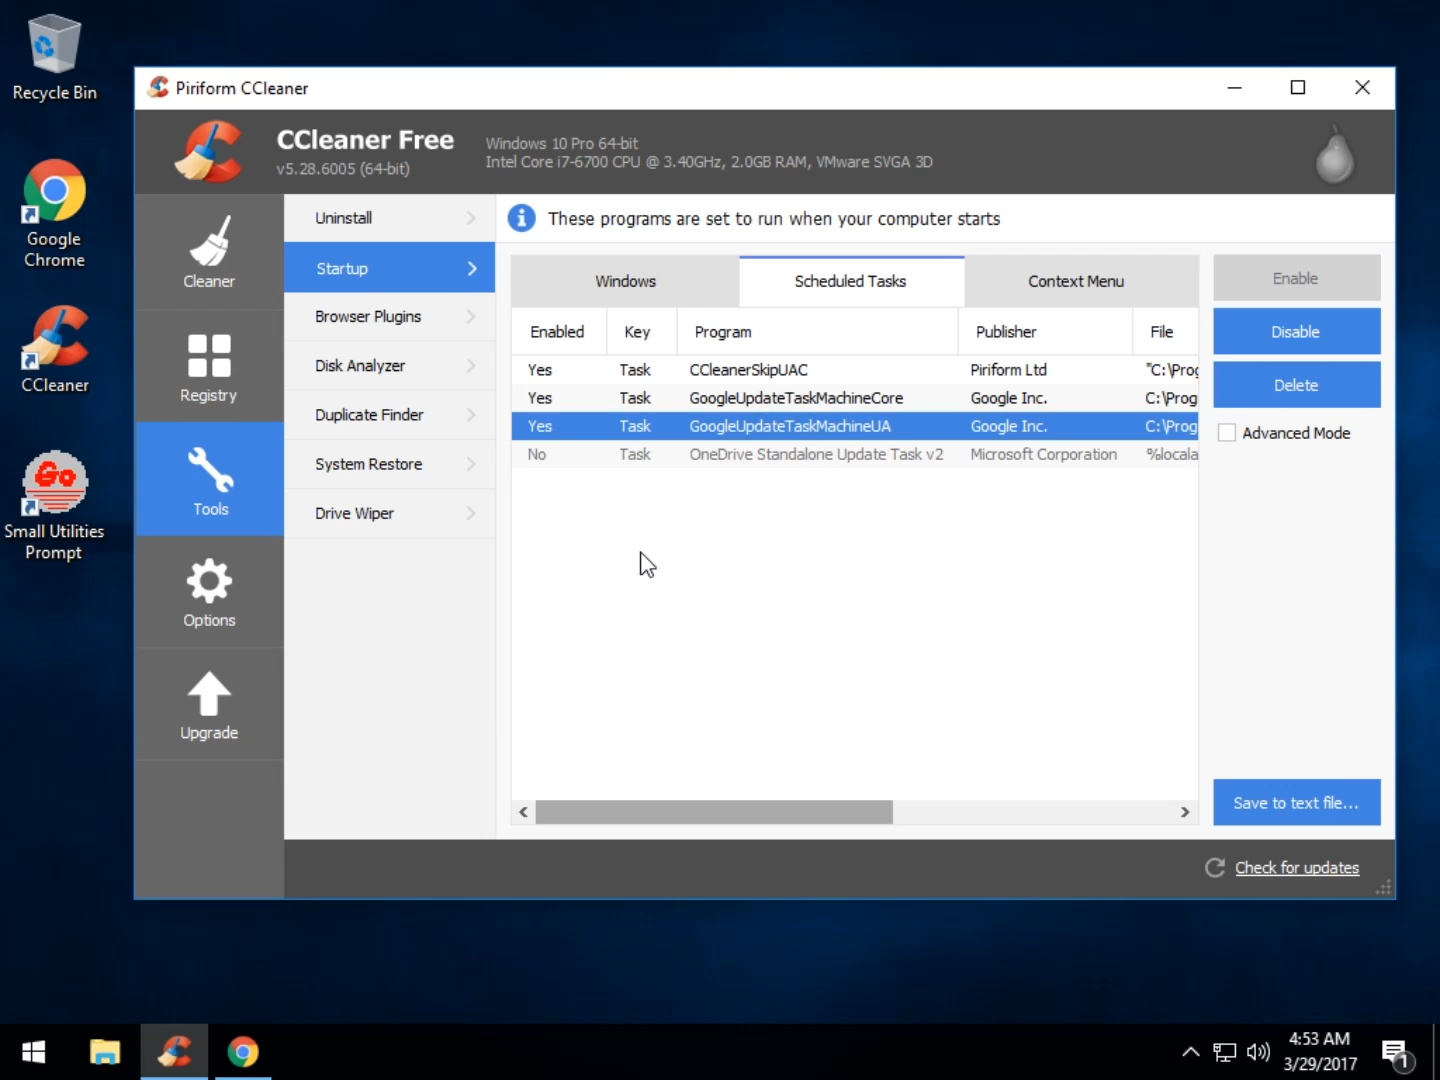 Recycle Bin
Google
Chrome
CCleaner
Go
Small Utilities
Prompt
Piriform CCleaner
CCleaner Free
v5.28.6005 (64-bit)
Windows 10 Pro 64-bit
Intel Core i7-6700 CPU @ 3.40GHz, 2.0GB RAM, VMware SVGA 3D
Cleaner
Registry
Tools
Options
Upgrade
Uninstall
Startup
Browser Plugins
Disk Analyzer
Duplicate Finder
System Restore
Drive Wiper
These programs are set to run when your computer starts
Windows Scheduled Tasks Context Menu
Enabled Key Program Publisher File
Yes Task CCleanerSkipUAC Piriform Ltd "C:\Prog
Yes Task GoogleUpdateTaskMachineCore Google Inc. C:\Prog
Yes Task GoogleUpdateTaskMachineUA Google Inc. C:\Prog
No Task OneDrive Standalone Update Task v2 Microsoft Corporation %locala
Enable
Disable
Delete
Advanced Mode
Save to text file...
Check for updates
4:53 AM
3/29/2017
1